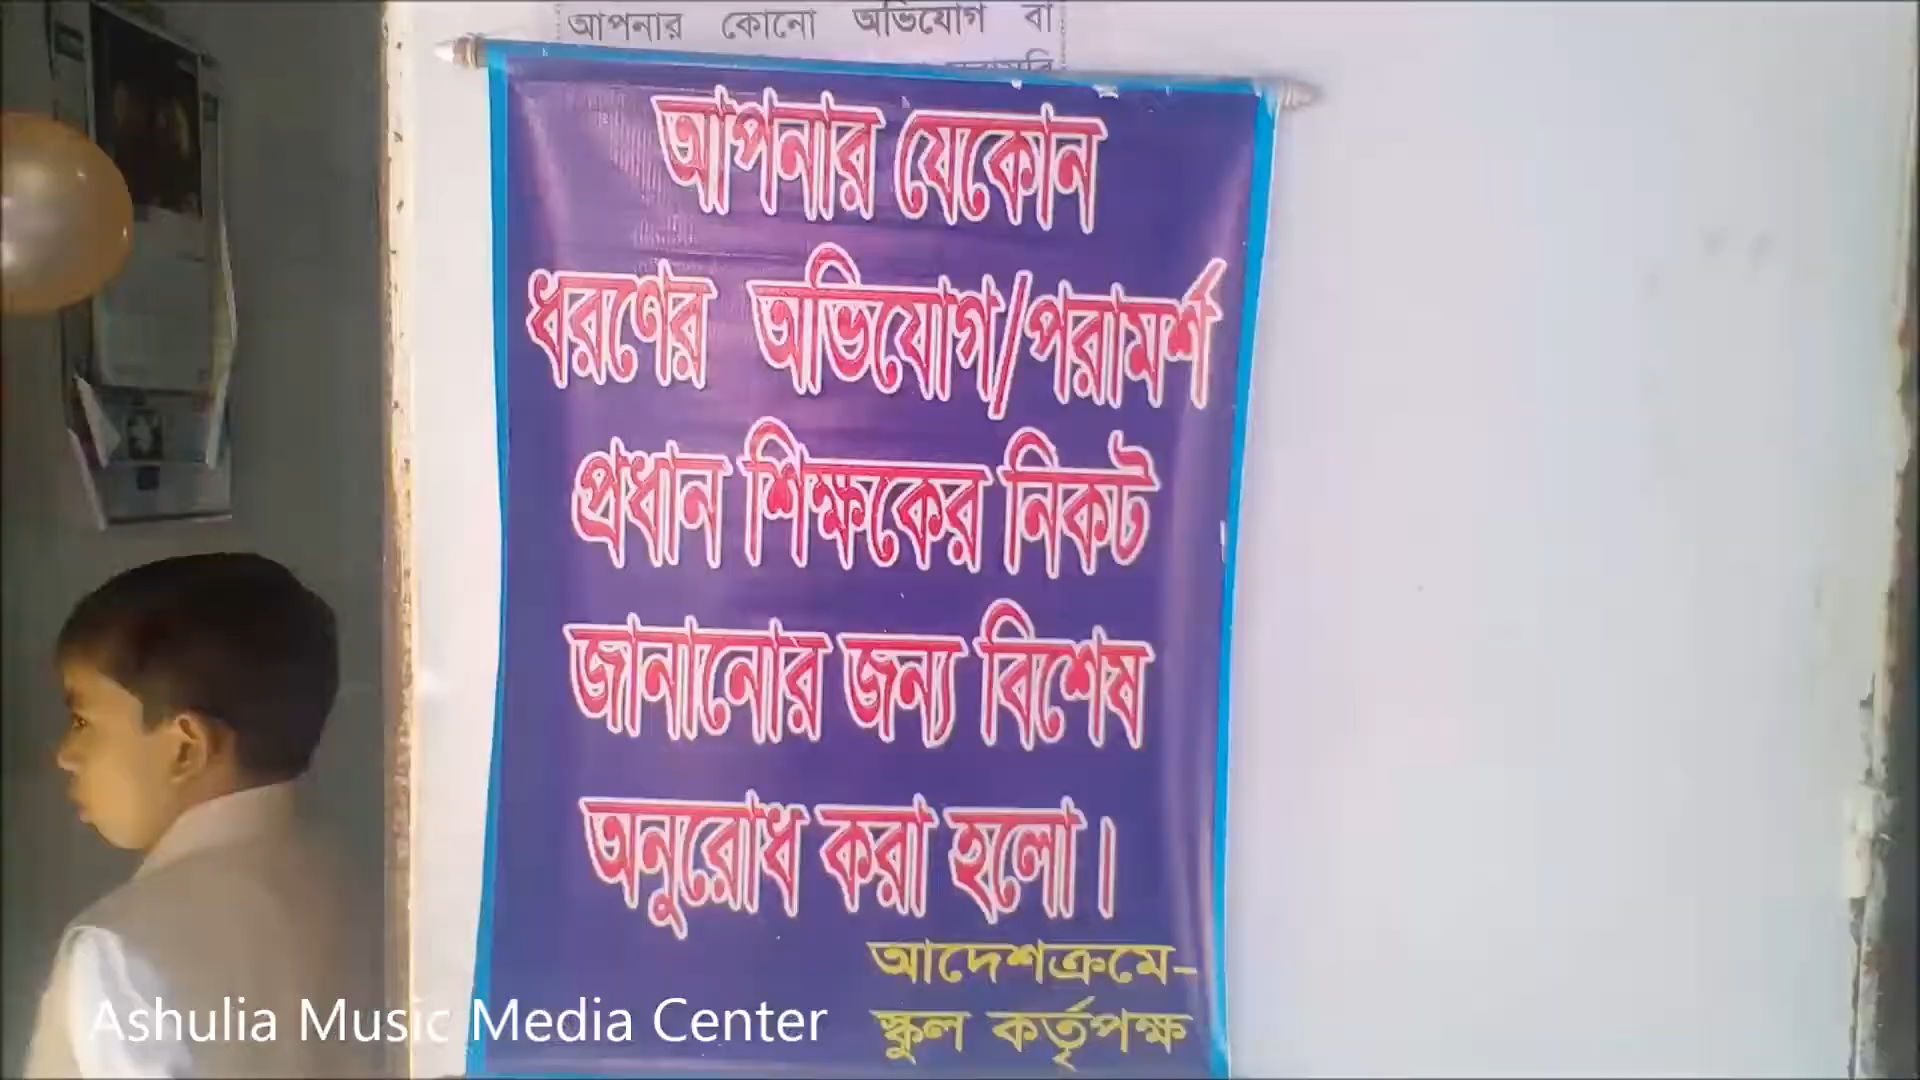 আপনার কোনো অভিযোগ বা
আপনার যেকোন
ধরণের অভিযোগ/পরামর্শ
প্রধান শিক্ষকের নিকট
জানানোর জন্য বিশেষ
অনুরোধ করা হলো।
আদেশক্রমে-
স্কুল কর্তৃপক্ষ
Ashulia Music Media Center